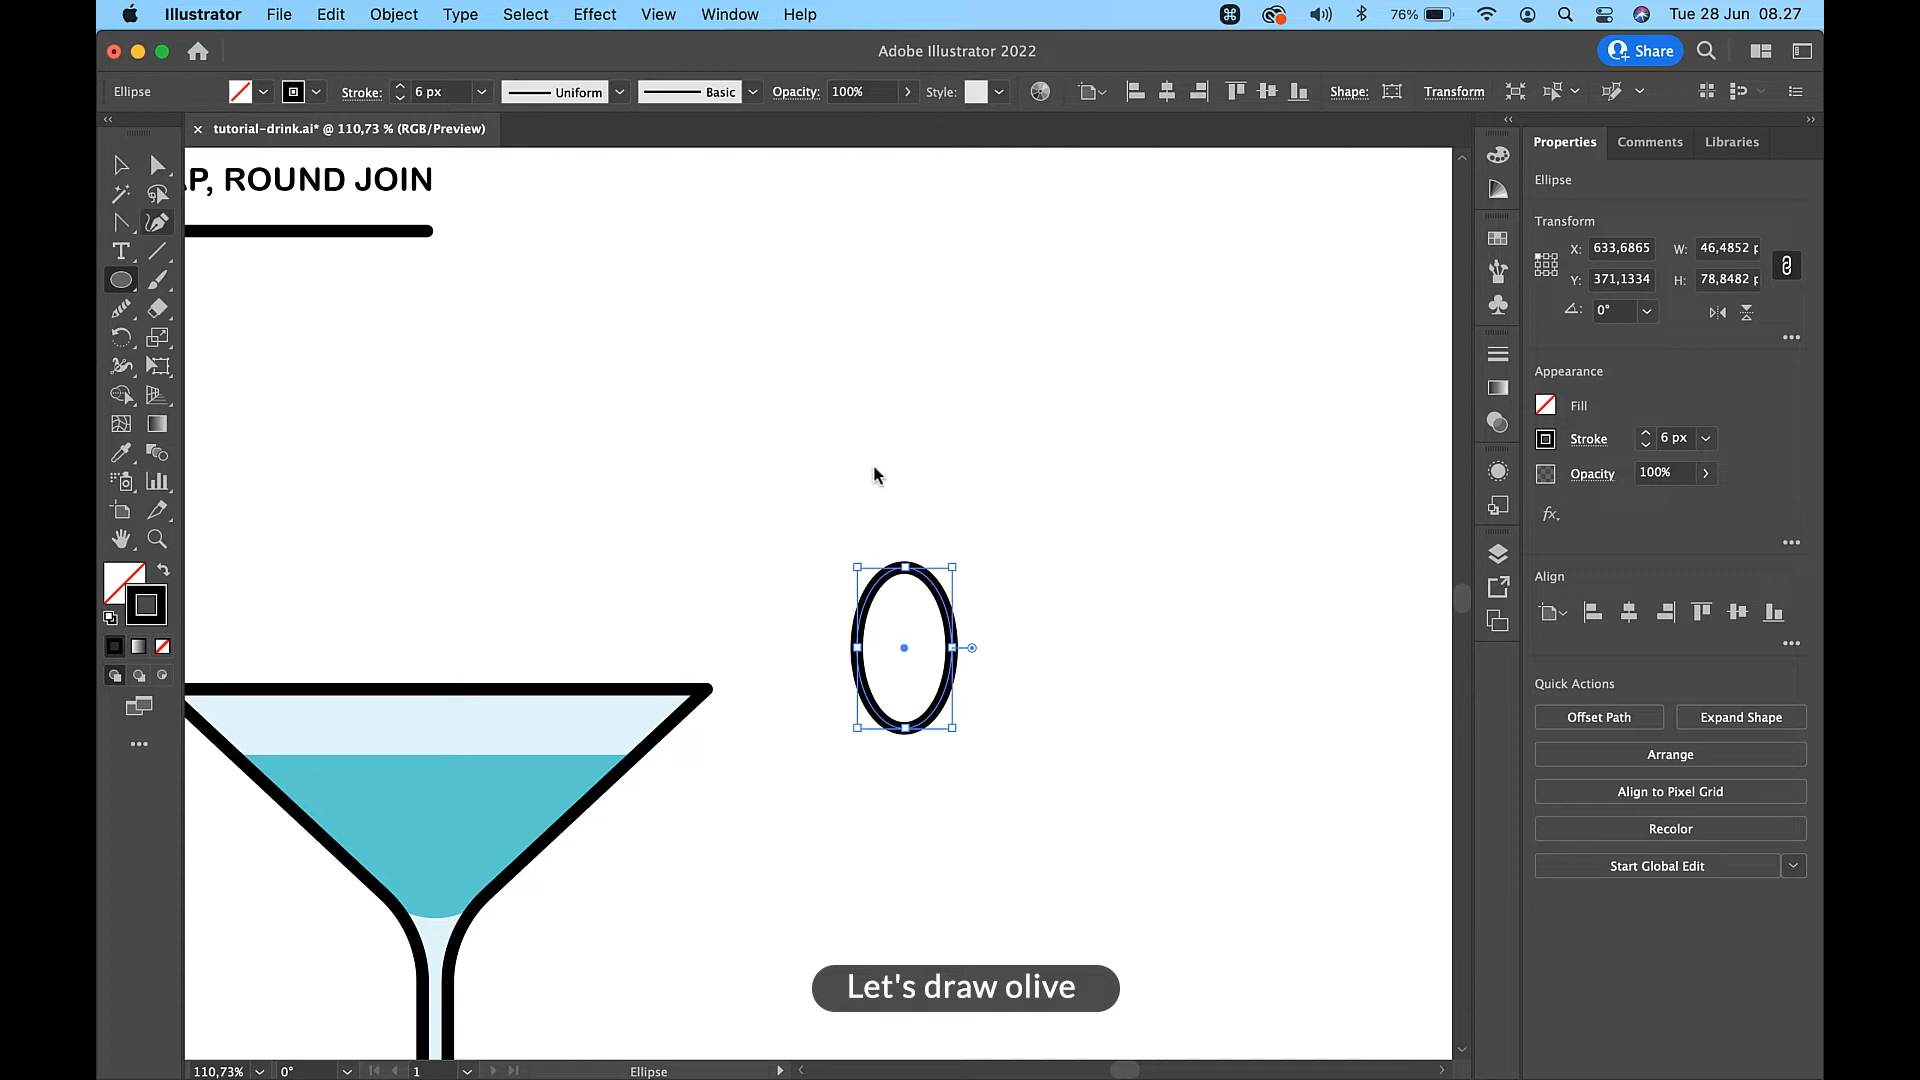 Illustrator File Edit Object Type Select Effect View Window Help 76% Tue 28 Jun 08.27
Adobe Illustrator 2022 Share
Ellipse Stroke: 6 px Uniform Basic Opacity: 100% Style: Shape: Transform
tutorial-drink.ai* @ 110,73 % (RGB/Preview)
P, ROUND JOIN
Let's draw olive
110,73% 0° 1 Ellipse
Properties Comments Libraries
Ellipse
Transform
X: 633,6865 W: 46,4852 p
Y: 371,1334 H: 78,8482 p
0°
Appearance
Fill
Stroke 6 px
Opacity 100%
fx
Align
Quick Actions
Offset Path Expand Shape
Arrange
Align to Pixel Grid
Recolor
Start Global Edit